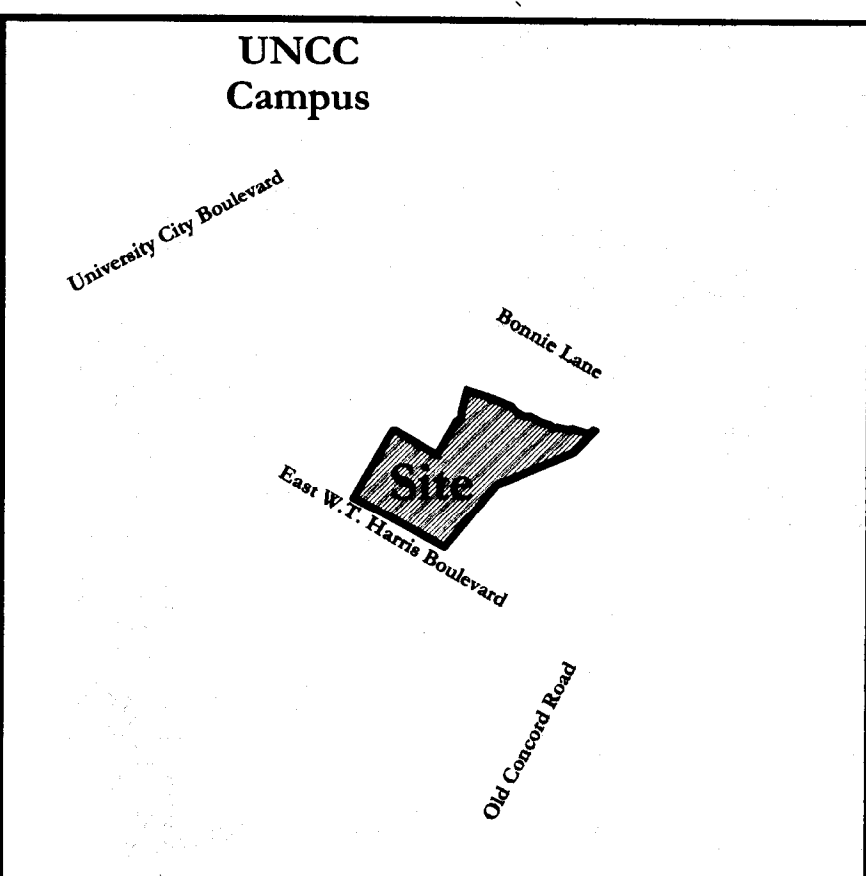 UNCC
Campus
University City Boulevard
Bonnie Lane
Site
East W.T. Harris Boulevard
Old Concord Road